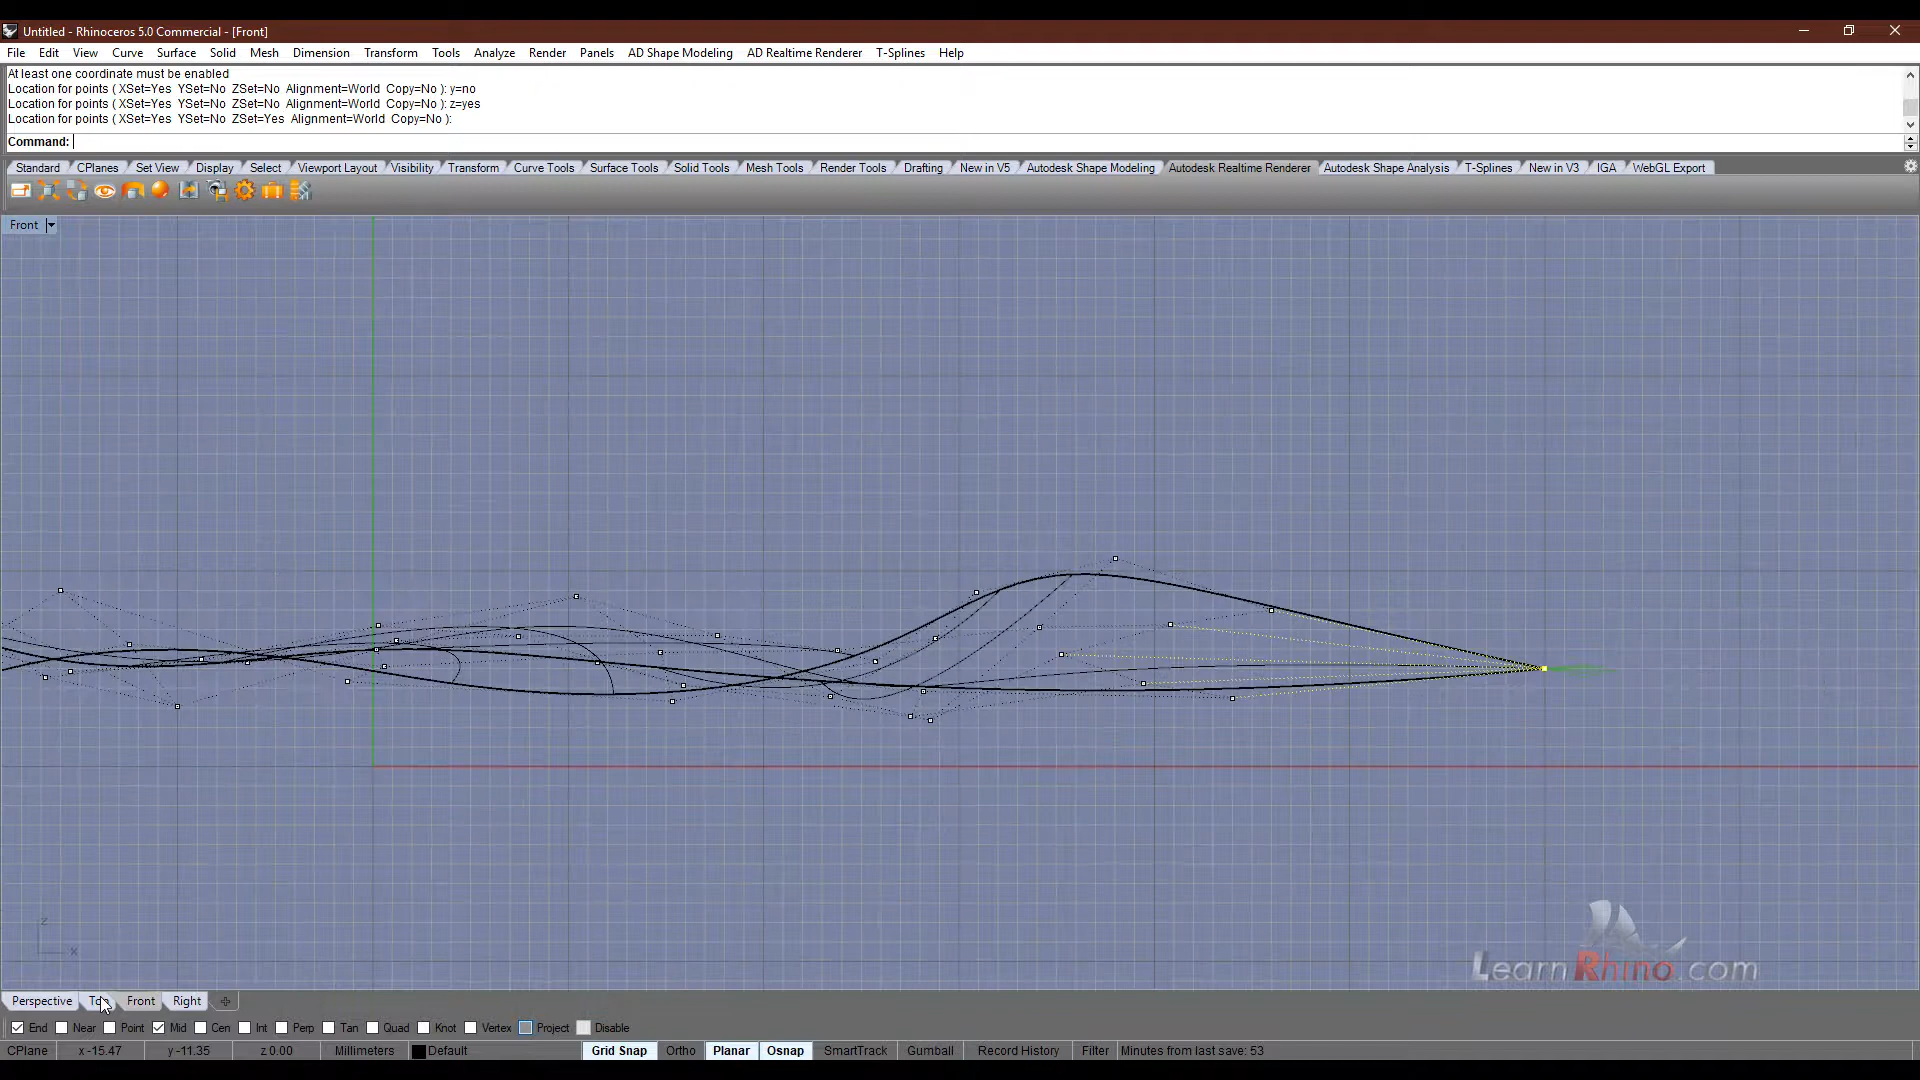 Untitled - Rhinoceros 5.0 Commercial - [Front]
File Edit View Curve Surface Solid Mesh Dimension Transform Tools Analyze Render Panels AD Shape Modeling AD Realtime Renderer T-Splines Help
At least one coordinate must be enabled
Location for points ( XSet=Yes YSet=No ZSet=No Alignment=World Copy=No ): y=no
Location for points ( XSet=Yes YSet=No ZSet=No Alignment=World Copy=No ): z=yes
Location for points ( XSet=Yes YSet=No ZSet=Yes Alignment=World Copy=No ):
Command:
Standard CPlanes Set View Display Select Viewport Layout Visibility Transform Curve Tools Surface Tools Solid Tools Mesh Tools Render Tools Drafting New in V5 Autodesk Shape Modeling Autodesk Realtime Renderer Autodesk Shape Analysis T-Splines New in V3 IGA WebGL Export
Front
z
x
LearnRhino.com
Perspective Top Front Right
End Near Point Mid Cen Int Perp Tan Quad Knot Vertex Project Disable
CPlane x -15.47 y -11.35 z 0.00 Millimeters Default Grid Snap Ortho Planar Osnap SmartTrack Gumball Record History Filter Minutes from last save: 53